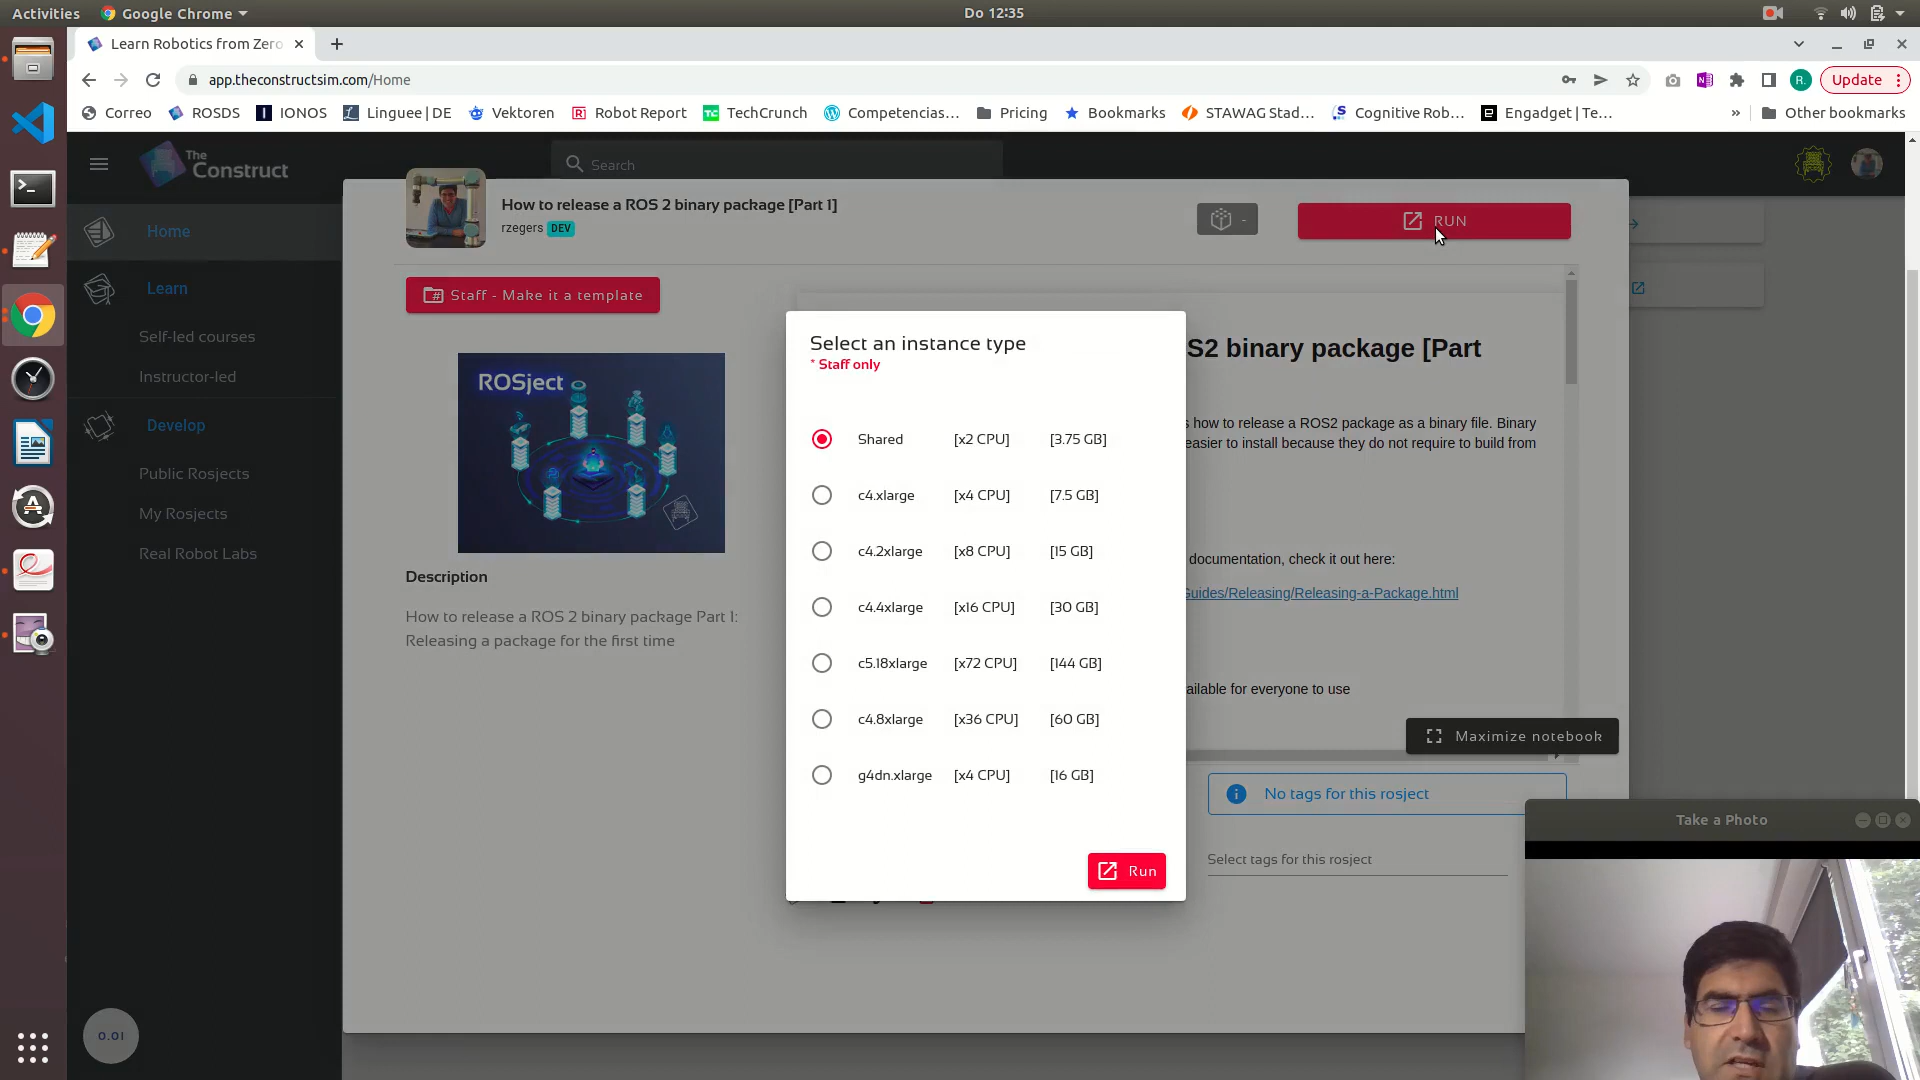 Activities
Google Chrome
Do 12:35
Learn Robotics from Zero
app.theconstructsim.com/Home
R.
Update
Correo
ROSDS
IONOS
Linguee | DE
Vektoren
Robot Report
TechCrunch
Competencias...
Pricing
Bookmarks
STAWAG Stad...
Cognitive Rob...
Engadget | Te...
»
Other bookmarks
The
Construct
Search
Home
Learn
Self-led courses
Instructor-led
Develop
Public Rosjects
My Rosjects
Real Robot Labs
0.01
How to release a ROS 2 binary package [Part 1]
rzegers DEV
-
RUN
Staff - Make it a template
ROSject
Description
How to release a ROS 2 binary package Part 1:
Releasing a package for the first time
S2 binary package [Part
s how to release a ROS2 package as a binary file. Binary
easier to install because they do not require to build from
documentation, check it out here:
Guides/Releasing/Releasing-a-Package.html
ailable for everyone to use
Maximize notebook
No tags for this rosject
Select tags for this rosject
Select an instance type
* Staff only
Shared [x2 CPU] [3.75 GB]
c4.xlarge [x4 CPU] [7.5 GB]
c4.2xlarge [x8 CPU] [15 GB]
c4.4xlarge [x16 CPU] [30 GB]
c5.18xlarge [x72 CPU] [144 GB]
c4.8xlarge [x36 CPU] [60 GB]
g4dn.xlarge [x4 CPU] [16 GB]
Run
Take a Photo